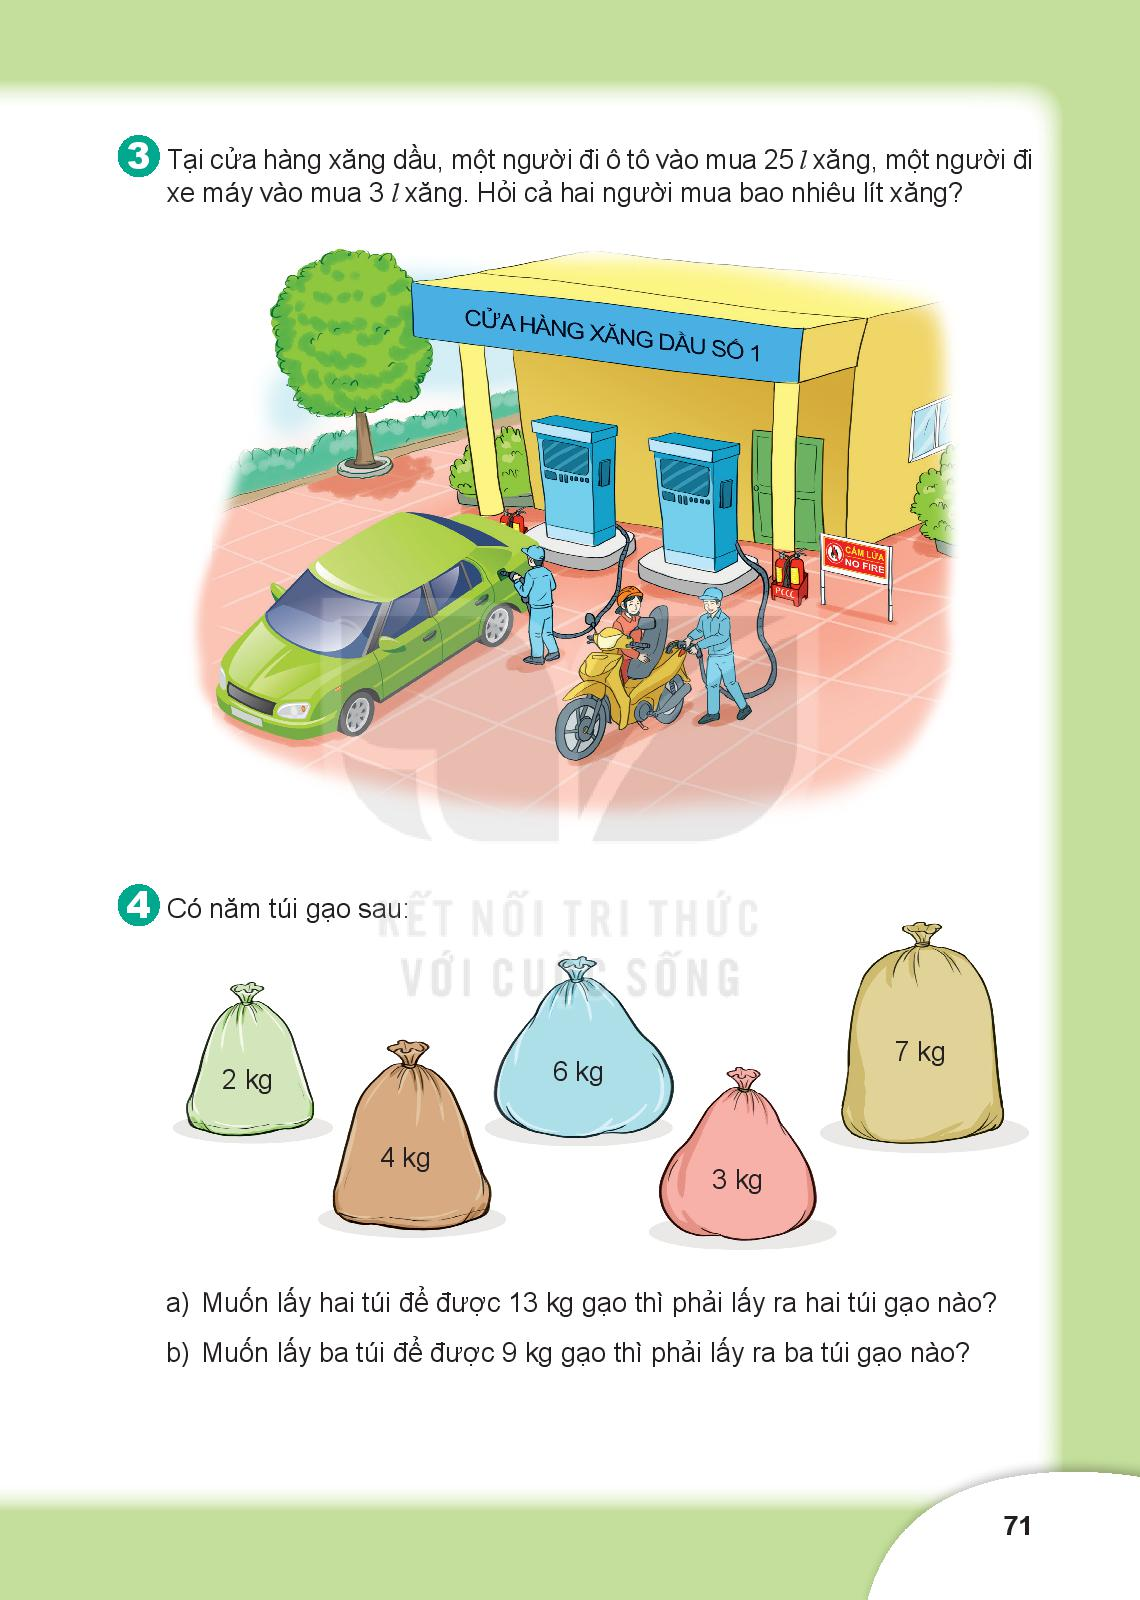 3 Tại cửa hàng xăng dầu, một người đi ô tô vào mua 25 l xăng, một người đi
xe máy vào mua 3 l xăng. Hỏi cả hai người mua bao nhiêu lít xăng?
CỬA HÀNG XĂNG DẦU SỐ 1
CẤM LỬA
NO FIRE
PCCC
4 Có năm túi gạo sau:
KẾT NỐI TRI THỨC
VỚI CUỘC SỐNG
2 kg
4 kg
6 kg
3 kg
7 kg
a) Muốn lấy hai túi để được 13 kg gạo thì phải lấy ra hai túi gạo nào?
b) Muốn lấy ba túi để được 9 kg gạo thì phải lấy ra ba túi gạo nào?
71